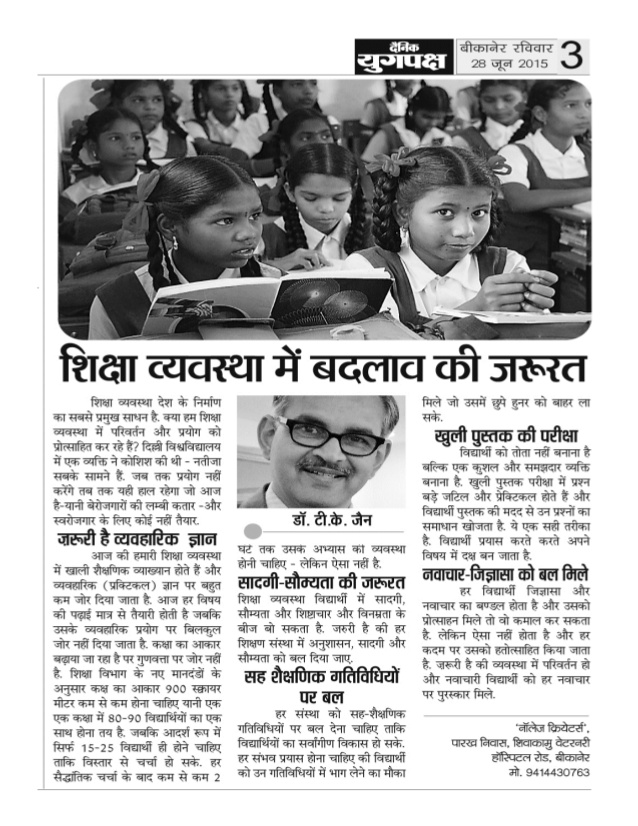 दैनिक
युगपक्ष
बीकानेर रविवार
28 जून 2015
3
शिक्षा व्यवस्था में बदलाव की जरूरत
शिक्षा व्यवस्था देश के निर्माण
का सबसे प्रमुख साधन है. क्या हम शिक्षा
व्यवस्था में परिवर्तन और प्रयोग को
प्रोत्साहित कर रहे हैं? दिल्ली विश्वविद्यालय
में एक व्यक्ति ने कोशिश की थी - नतीजा
सबके सामने हैं. जब तक प्रयोग नहीं
करेंगे तब तक यही हाल रहेगा जो आज
है-यानी बेरोजगारों की लम्बी कतार -और
स्वरोजगार के लिए कोई नहीं तैयार.
ज़रूरी है व्यवहारिक ज्ञान
आज की हमारी शिक्षा व्यवस्था
में खाली शैक्षणिक व्याख्यान होते हैं और
व्यवहारिक (प्रक्टिकल) ज्ञान पर बहुत
कम जोर दिया जाता है. आज हर विषय
की पढ़ाई मात्र से तैयारी होती है जबकि
उसके व्यवहारिक प्रयोग पर बिलकुल
जोर नहीं दिया जाता है. कक्षा का आकार
बढ़ाया जा रहा है पर गुणवत्ता पर जोर नहीं
है. शिक्षा विभाग के नए मानदंडों के
अनुसार कक्ष का आकार 900 स्क्वायर
मीटर कम से कम होना चाहिए यानी एक
एक कक्षा में 80-90 विद्यार्थियों का एक
साथ होना तय है. जबकि आदर्श रूप में
सिर्फ 15-25 विद्यार्थी ही होने चाहिए
ताकि विस्तार से चर्चा हो सके. हर
सैद्धांतिक चर्चा के बाद कम से कम 2
डॉ. टी.के. जैन
घंटे तक उसके अभ्यास की व्यवस्था
होनी चाहिए - लेकिन ऐसा नहीं है.
सादगी-सौम्यता की जरूरत
शिक्षा व्यवस्था विद्यार्थी में सादगी,
सौम्यता और शिष्टाचार और विनम्रता के
बीज बो सकता है. जरुरी है की हर
शिक्षण संस्था में अनुशासन, सादगी और
सौम्यता को बल दिया जाए.
सह शैक्षणिक गतिविधियों
पर बल
हर संस्था को सह-शैक्षणिक
गतिविधियों पर बल देना चाहिए ताकि
विद्यार्थियों का सर्वांगीण विकास हो सके.
हर संभव प्रयास होना चाहिए की विद्यार्थी
को उन गतिविधियों में भाग लेने का मौका
मिले जो उसमें छुपे हुनर को बाहर ला
सके.
खुली पुस्तक की परीक्षा
विद्यार्थी को तोता नहीं बनाना है
बल्कि एक कुशल और समझदार व्यक्ति
बनाना है. खुली पुस्तक परीक्षा में प्रश्न
बड़े जटिल और प्रेक्टिकल होते हैं और
विद्यार्थी पुस्तक की मदद से उन प्रश्नों का
समाधान खोजता है. ये एक सही तरीका
है. विद्यार्थी प्रयास करते करते अपने
विषय में दक्ष बन जाता है.
नवाचार-जिज्ञासा को बल मिले
हर विद्यार्थी जिज्ञासा और
नवाचार का बण्डल होता है और उसको
प्रोत्साहन मिले तो वो कमाल कर सकता
है. लेकिन ऐसा नहीं होता है और हर
कदम पर उसको हतोत्साहित किया जाता
है. ज़रूरी है की व्यवस्था में परिवर्तन हो
और नवाचारी विद्यार्थी को हर नवाचार
पर पुरस्कार मिले.
'नॉलेज क्रियेटर्स',
पारख निवास, शिवाकामु वेटरनरी
हॉस्पिटल रोड, बीकानेर
मो. 9414430763